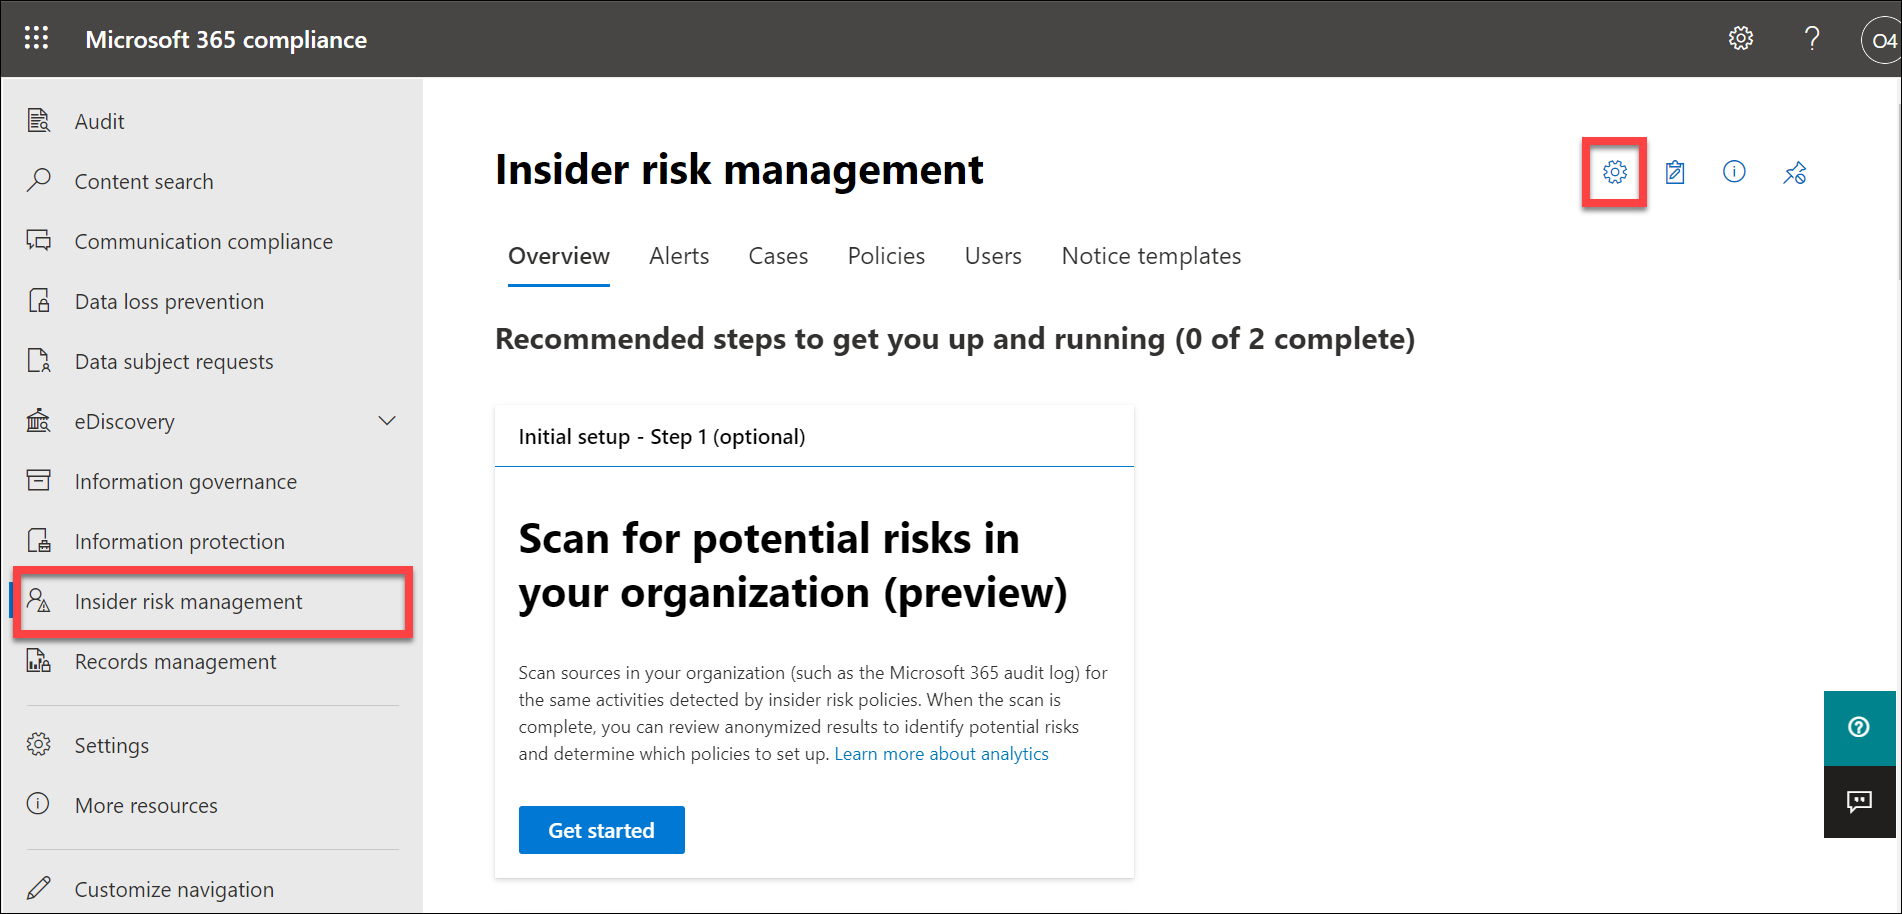 Microsoft 365 compliance
O4
Audit
Content search
Communication compliance
Data loss prevention
Data subject requests
eDiscovery
Information governance
Information protection
Insider risk management
Records management
Settings
More resources
Customize navigation
Insider risk management
Overview Alerts Cases Policies Users Notice templates
Recommended steps to get you up and running (0 of 2 complete)
Initial setup - Step 1 (optional)
Scan for potential risks in
your organization (preview)
Scan sources in your organization (such as the Microsoft 365 audit log) for
the same activities detected by insider risk policies. When the scan is
complete, you can review anonymized results to identify potential risks
and determine which policies to set up. Learn more about analytics
Get started